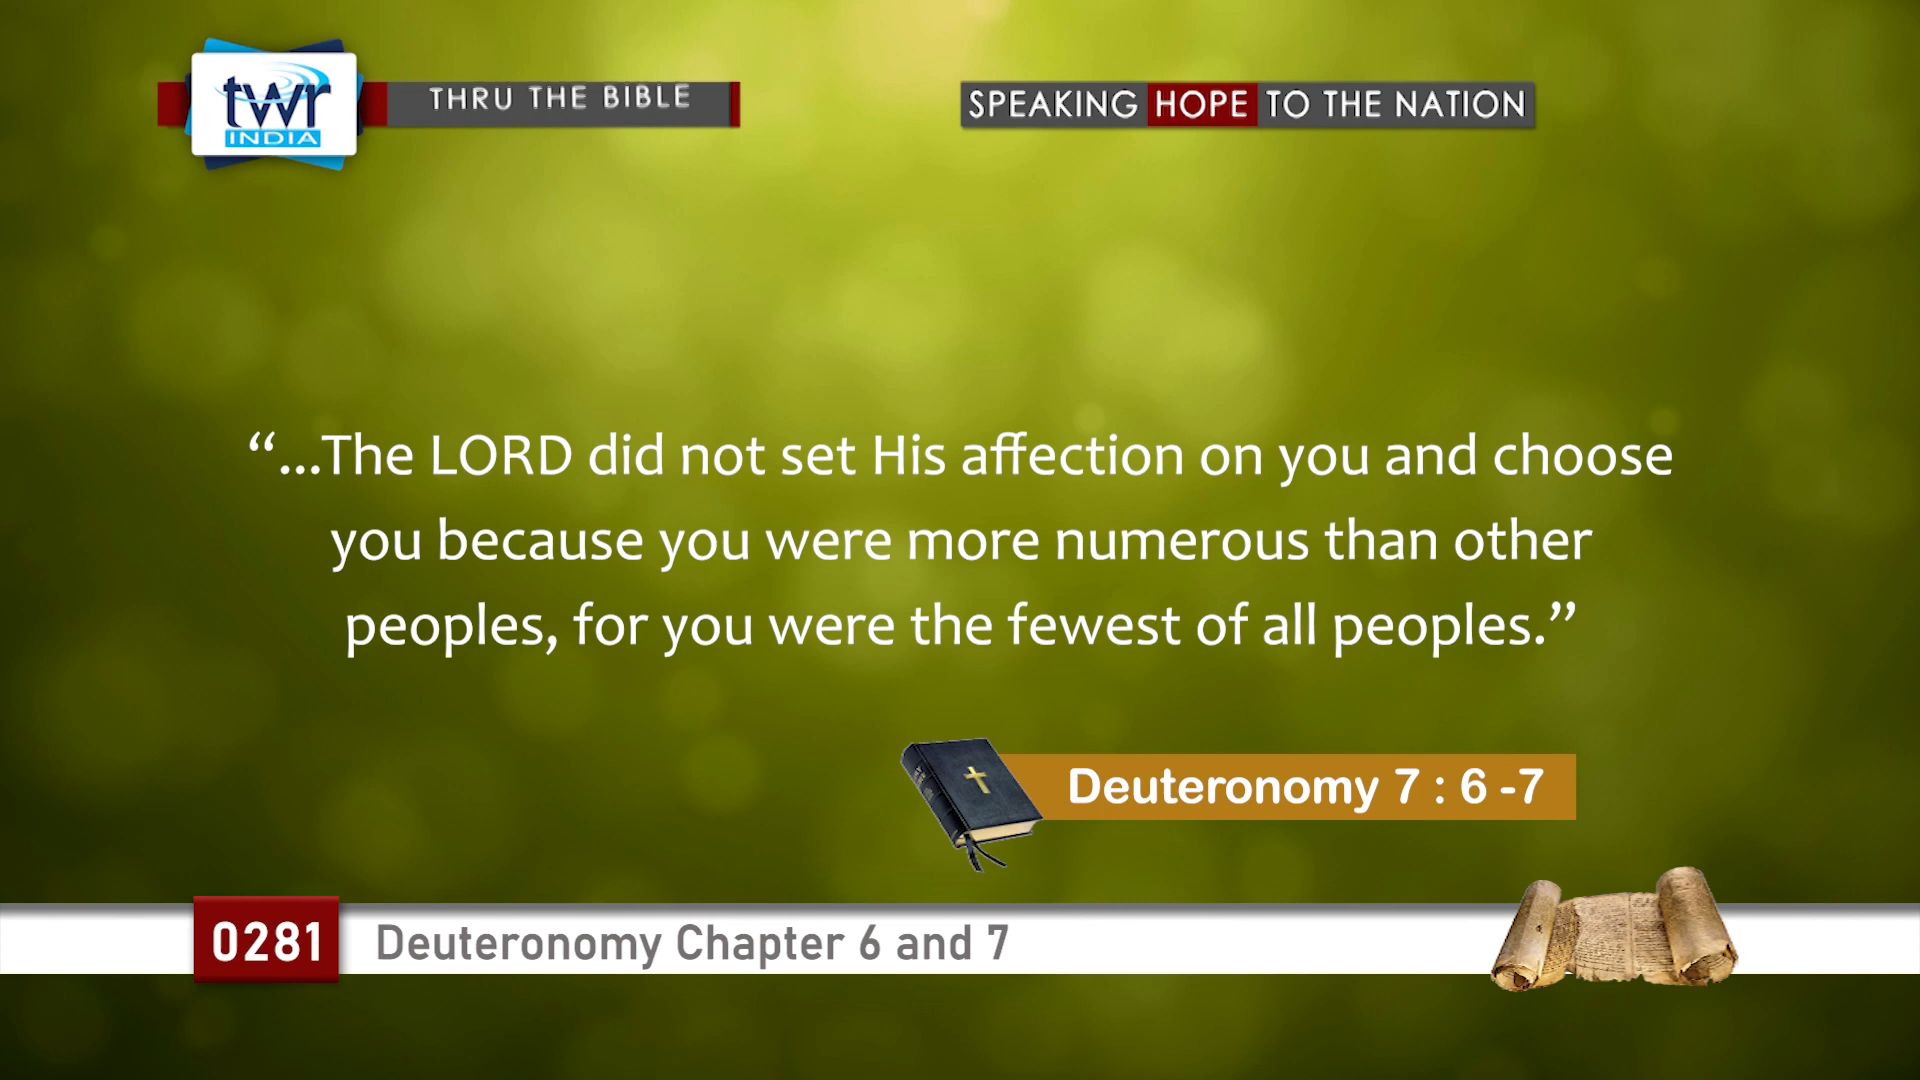 twr
INDIA
THRU THE BIBLE
SPEAKING HOPE TO THE NATION
“...The LORD did not set His affection on you and choose
you because you were more numerous than other
peoples, for you were the fewest of all peoples.”
Deuteronomy 7 : 6 -7
0281 Deuteronomy Chapter 6 and 7